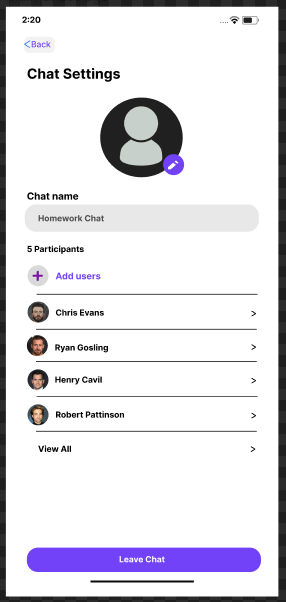 2:20
<Back
Chat Settings
Chat name
Homework Chat
5 Participants
Add users
Chris Evans >
Ryan Gosling >
Henry Cavil >
Robert Pattinson >
View All >
Leave Chat